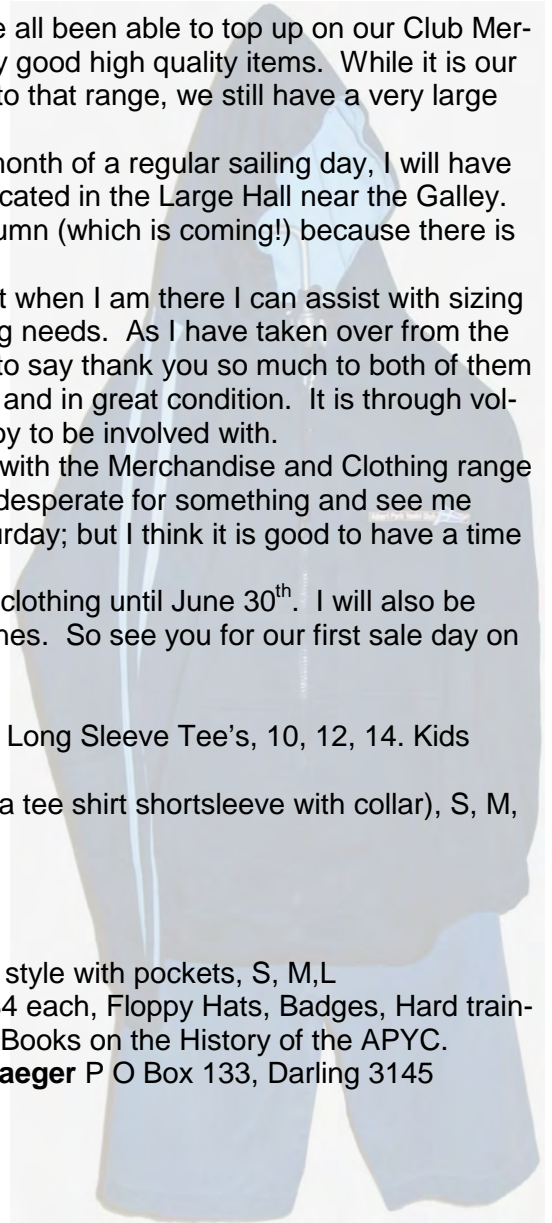 e all been able to top up on our Club Mer-
y good high quality items.  While it is our
to that range, we still have a very large
month of a regular sailing day, I will have
cated in the Large Hall near the Galley.
umn (which is coming!) because there is
t when I am there I can assist with sizing
g needs.  As I have taken over from the
to say thank you so much to both of them
and in great condition.  It is through vol-
oy to be involved with.
with the Merchandise and Clothing range
desperate for something and see me
urday; but I think it is good to have a time
clothing until June 30th.  I will also be
nes.  So see you for our first sale day on
Long Sleeve Tee's, 10, 12, 14. Kids
a tee shirt shortsleeve with collar), S, M,
style with pockets, S, M,L
4 each, Floppy Hats, Badges, Hard train-
Books on the History of the APYC.
aeger P O Box 133, Darling 3145